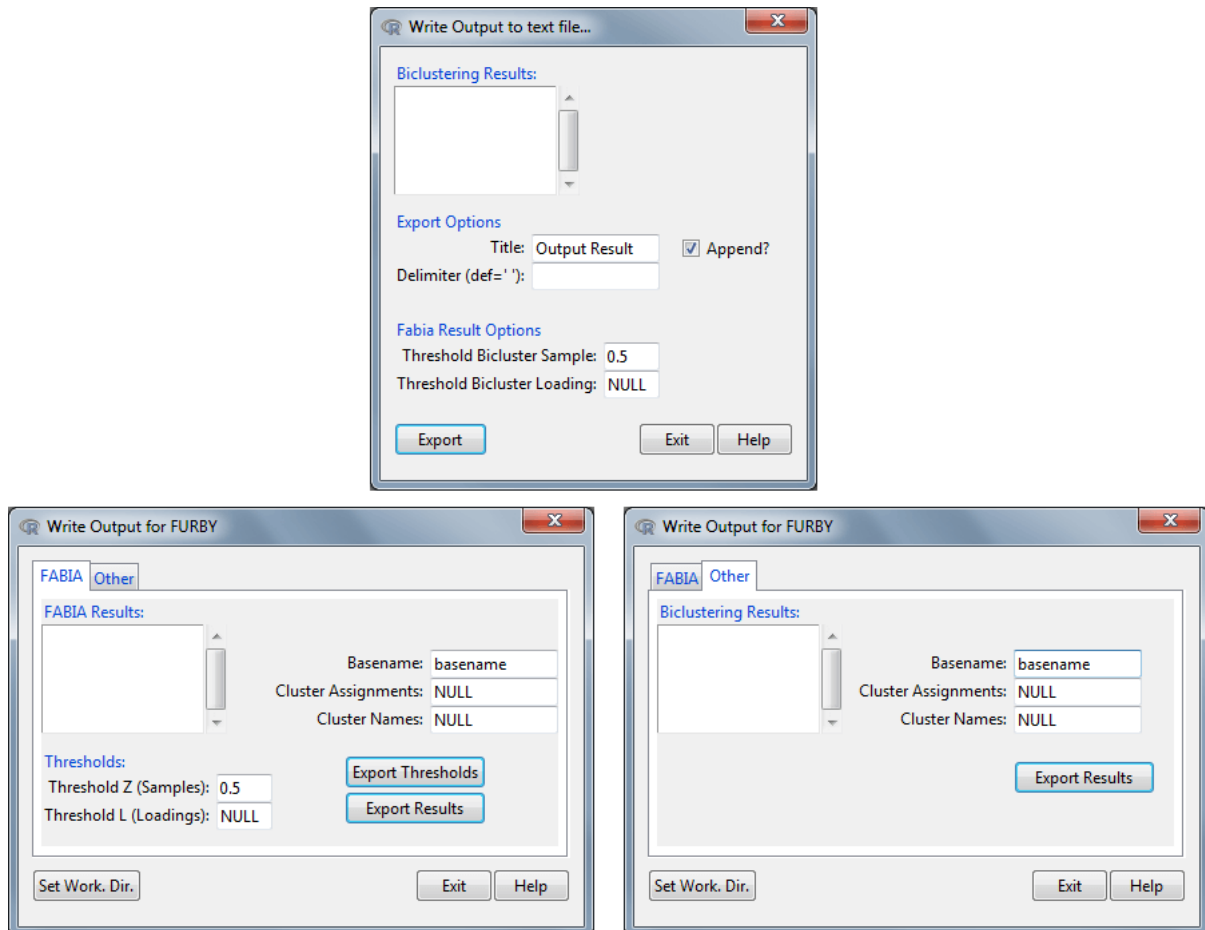 Write Output to text file...
Biclustering Results:
Export Options
Title: Output Result Append?
Delimiter (def=' '):
Fabia Result Options
Threshold Bicluster Sample: 0.5
Threshold Bicluster Loading: NULL
Export Exit Help
Write Output for FURBY
FABIA Other
FABIA Results:
Basename: basename
Cluster Assignments: NULL
Cluster Names: NULL
Thresholds:
Threshold Z (Samples): 0.5
Threshold L (Loadings): NULL
Export Thresholds
Export Results
Set Work. Dir. Exit Help
Write Output for FURBY
FABIA Other
Biclustering Results:
Basename: basename
Cluster Assignments: NULL
Cluster Names: NULL
Export Results
Set Work. Dir. Exit Help